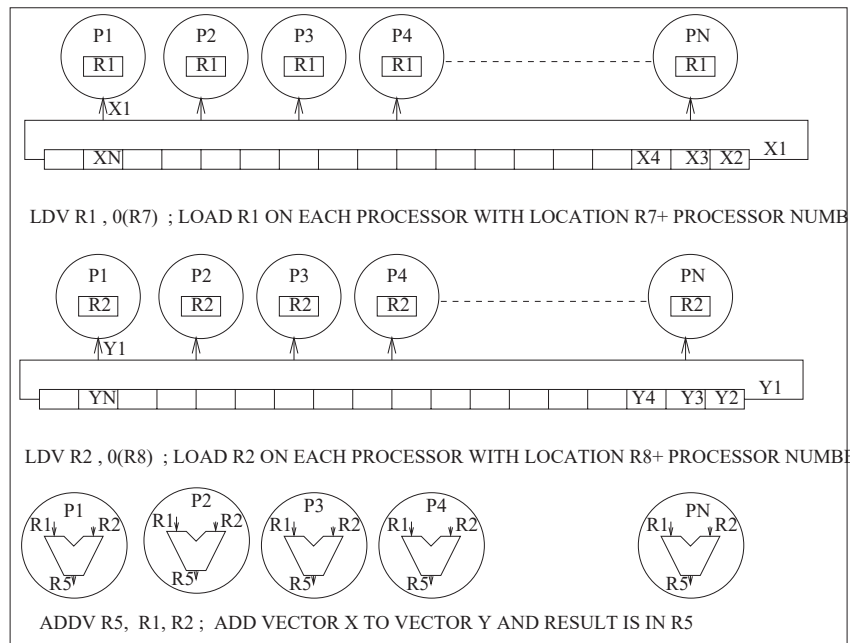 P1 P2 P3 P4 PN
R1 R1 R1 R1 R1
X1
XN X4 X3 X2 X1
LDV R1 , 0(R7) ; LOAD R1 ON EACH PROCESSOR WITH LOCATION R7+ PROCESSOR NUMB
P1 P2 P3 P4 PN
R2 R2 R2 R2 R2
Y1
YN Y4 Y3 Y2 Y1
LDV R2 , 0(R8) ; LOAD R2 ON EACH PROCESSOR WITH LOCATION R8+ PROCESSOR NUMBE
P1 P2 P3 P4 PN
R1 R2 R1 R2 R1 R2 R1 R2 R1 R2
R5 R5 R5 R5 R5
ADDV R5, R1, R2 ; ADD VECTOR X TO VECTOR Y AND RESULT IS IN R5